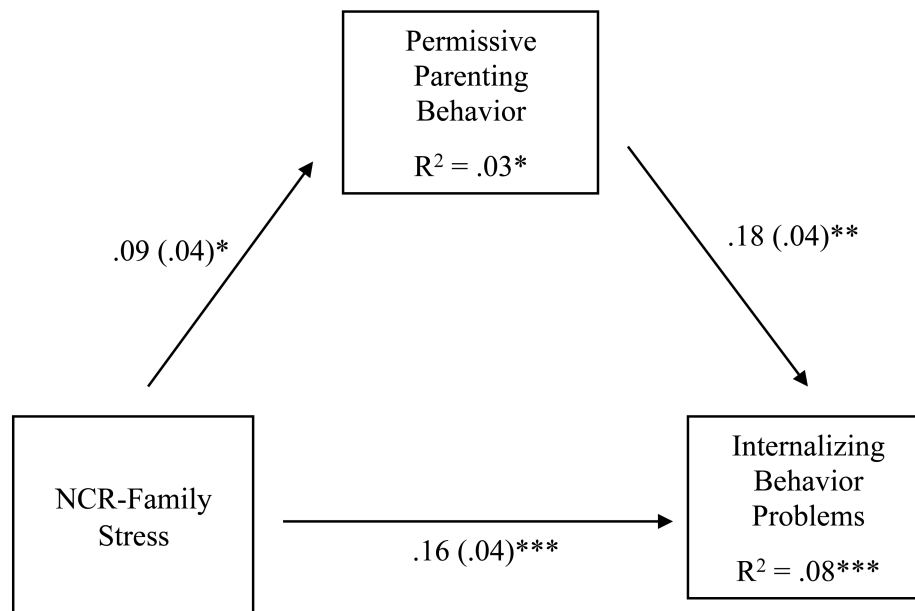 Permissive
Parenting
Behavior
R² = .03*
.09 (.04)*
.18 (.04)**
NCR-Family
Stress
.16 (.04)***
Internalizing
Behavior
Problems
R² = .08***